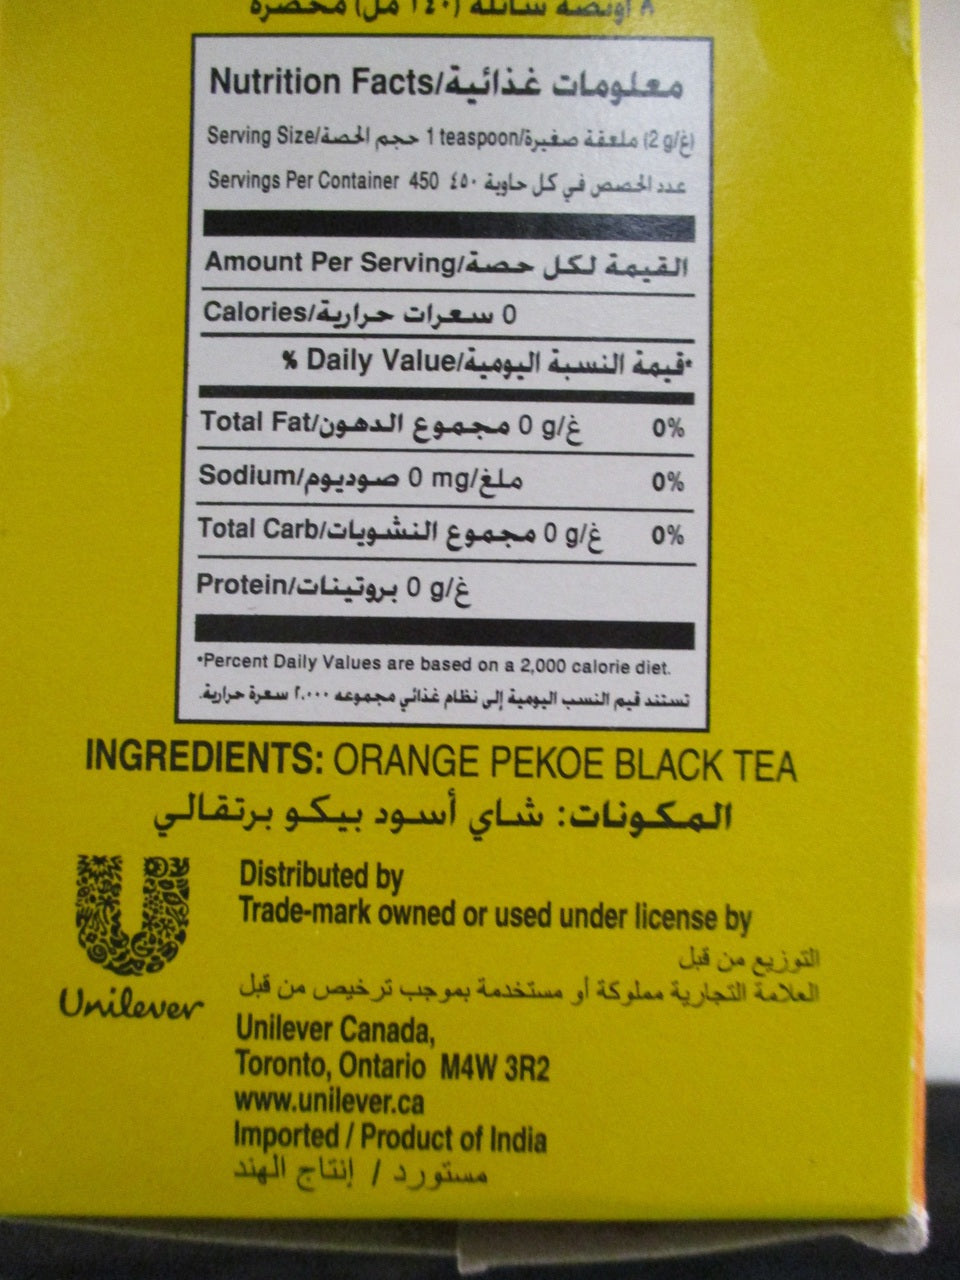 ٨ أونصة سائلة (٢٤٠ مل) محضرة
Nutrition Facts/معلومات غذائية
Serving Size/حجم الحصة 1 teaspoon/ملعقة صغيرة (2 g/غ)
Servings Per Container 450 عدد الحصص في كل حاوية ٤٥٠
Amount Per Serving/القيمة لكل حصة
Calories/سعرات حرارية 0
% Daily Value/قيمة النسبة اليومية*
Total Fat/مجموع الدهون 0 g/غ 0%
Sodium/صوديوم 0 mg/ملغ 0%
Total Carb/مجموع النشويات 0 g/غ 0%
Protein/بروتينات 0 g/غ
*Percent Daily Values are based on a 2,000 calorie diet.
تستند قيم النسب اليومية إلى نظام غذائي مجموعه ٢،٠٠٠ سعرة حرارية.
INGREDIENTS: ORANGE PEKOE BLACK TEA
المكونات: شاي أسود بيكو برتقالي
Distributed by
Trade-mark owned or used under license by
التوزيع من قبل
العلامة التجارية مملوكة أو مستخدمة بموجب ترخيص من قبل
Unilever
Unilever Canada,
Toronto, Ontario M4W 3R2
www.unilever.ca
Imported / Product of India
مستورد / إنتاج الهند